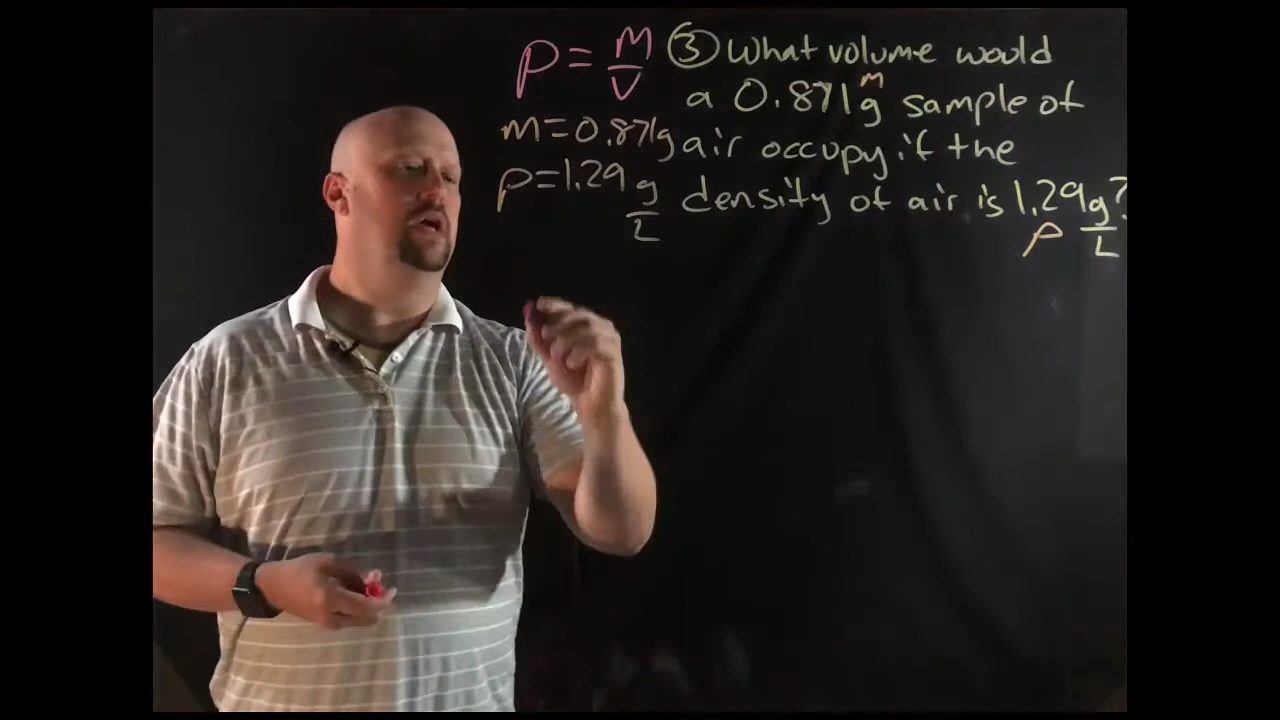 ρ = m/V
m = 0.871g
ρ = 1.29 g/L
③ What volume would
a 0.871g sample of
m
air occupy if the
density of air is 1.29 g/L?
ρ